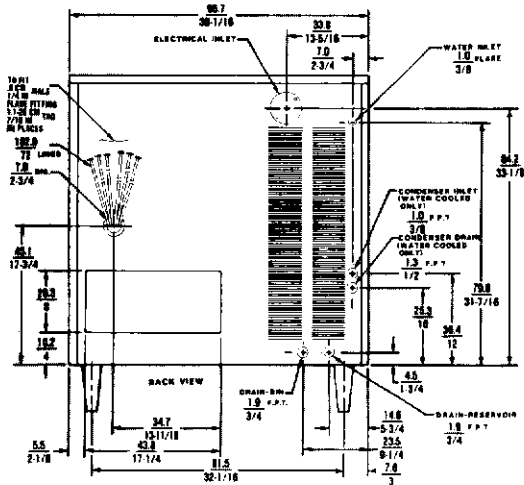 96.7
38-1/16
33.8
13-5/16
ELECTRICAL INLET
7.0
2-3/4
WATER INLET
1.0 FLARE
3/8
TO FIT
MALE
FLARE FITTING
182.9
72 LONG
7.0 DIA.
2-3/4
84.2
33-1/8
CONDENSER INLET
(WATER COOLED
ONLY)
1.0 F.P.T.
3/8
CONDENSER DRAIN
(WATER COOLED
ONLY)
1.3 F.P.T.
1/2
79.8
31-7/16
45.1
17-3/4
20.3
8
10.2
4
25.3
10
30.4
12
4.5
1-3/4
BACK VIEW
DRAIN-BIN
1.9 F.P.T.
3/4
DRAIN-RESERVOIR
1.9 F.P.T.
3/4
34.7
13-11/16
14.6
5-3/4
5.5
2-1/8
43.8
17-1/4
23.5
9-1/4
81.5
32-1/16
7.6
3